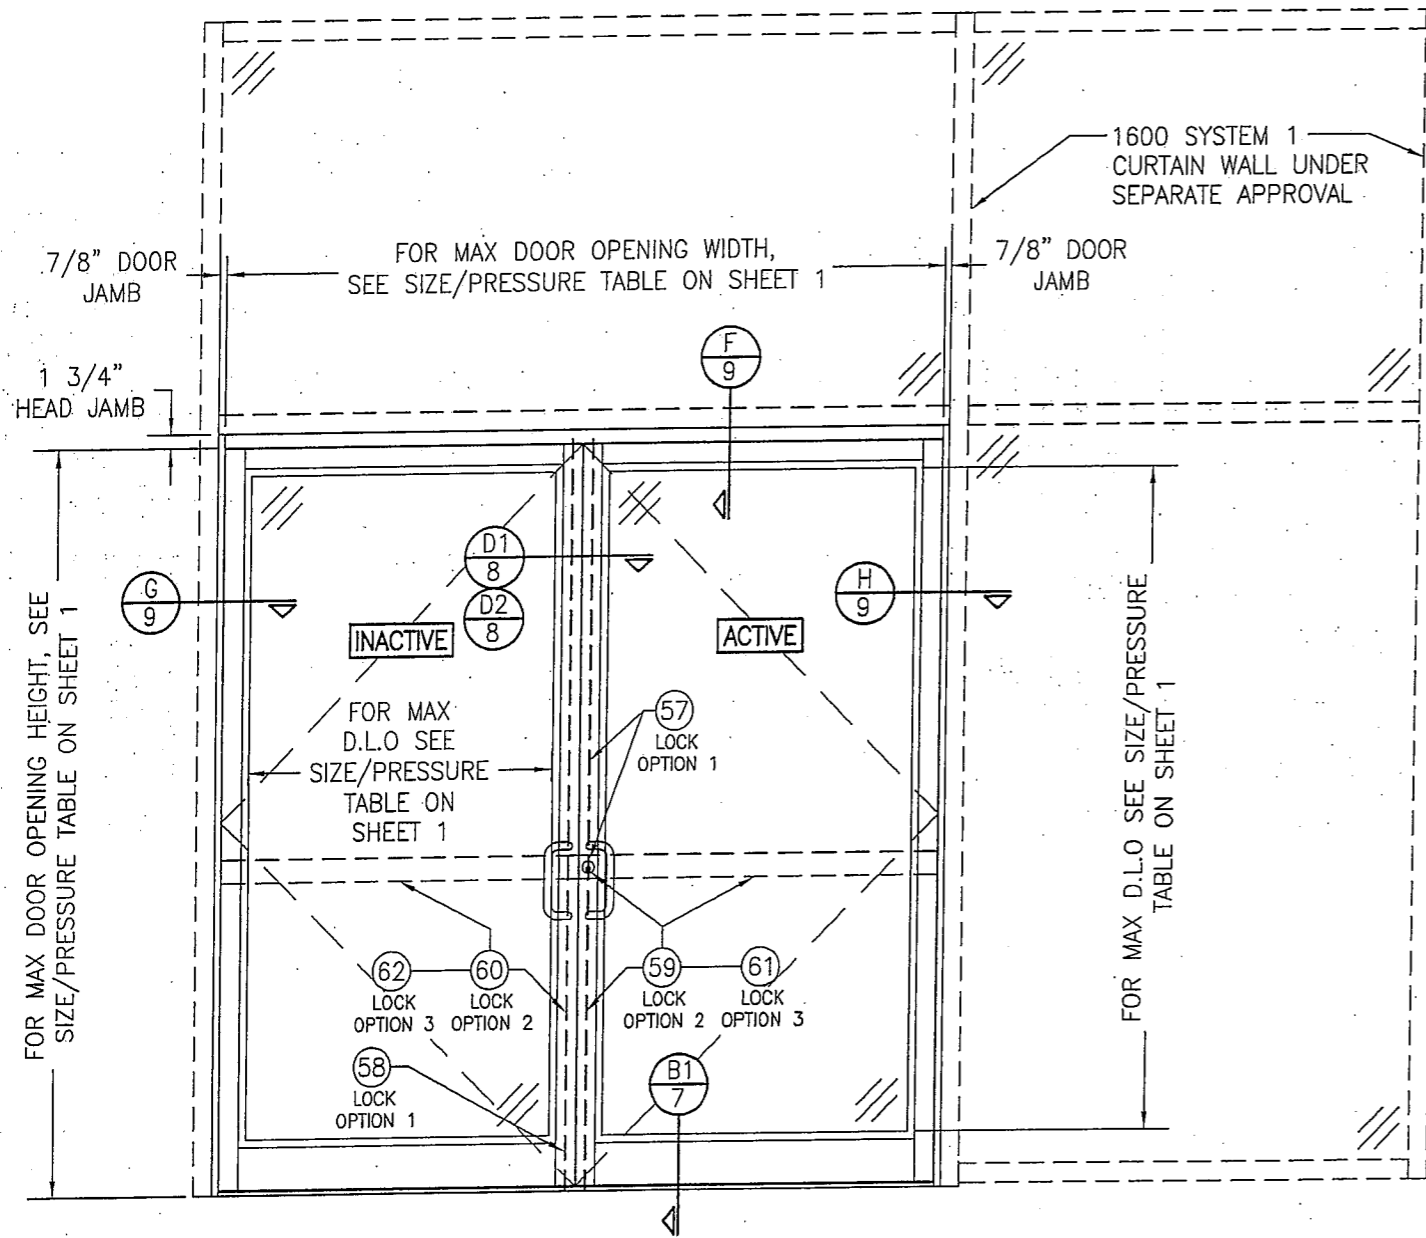 1600 SYSTEM 1
CURTAIN WALL UNDER
SEPARATE APPROVAL
7/8" DOOR
JAMB
FOR MAX DOOR OPENING WIDTH,
SEE SIZE/PRESSURE TABLE ON SHEET 1
7/8" DOOR
JAMB
F
9
1 3/4"
HEAD JAMB
D1
8
D2
8
G
9
H
9
INACTIVE
ACTIVE
FOR MAX DOOR OPENING HEIGHT, SEE
SIZE/PRESSURE TABLE ON SHEET 1
FOR MAX
D.L.O SEE
SIZE/PRESSURE
TABLE ON
SHEET 1
57
LOCK
OPTION 1
FOR MAX D.L.O SEE SIZE/PRESSURE
TABLE ON SHEET 1
62
LOCK
OPTION 3
60
LOCK
OPTION 2
59
LOCK
OPTION 2
61
LOCK
OPTION 3
58
LOCK
OPTION 1
B1
7